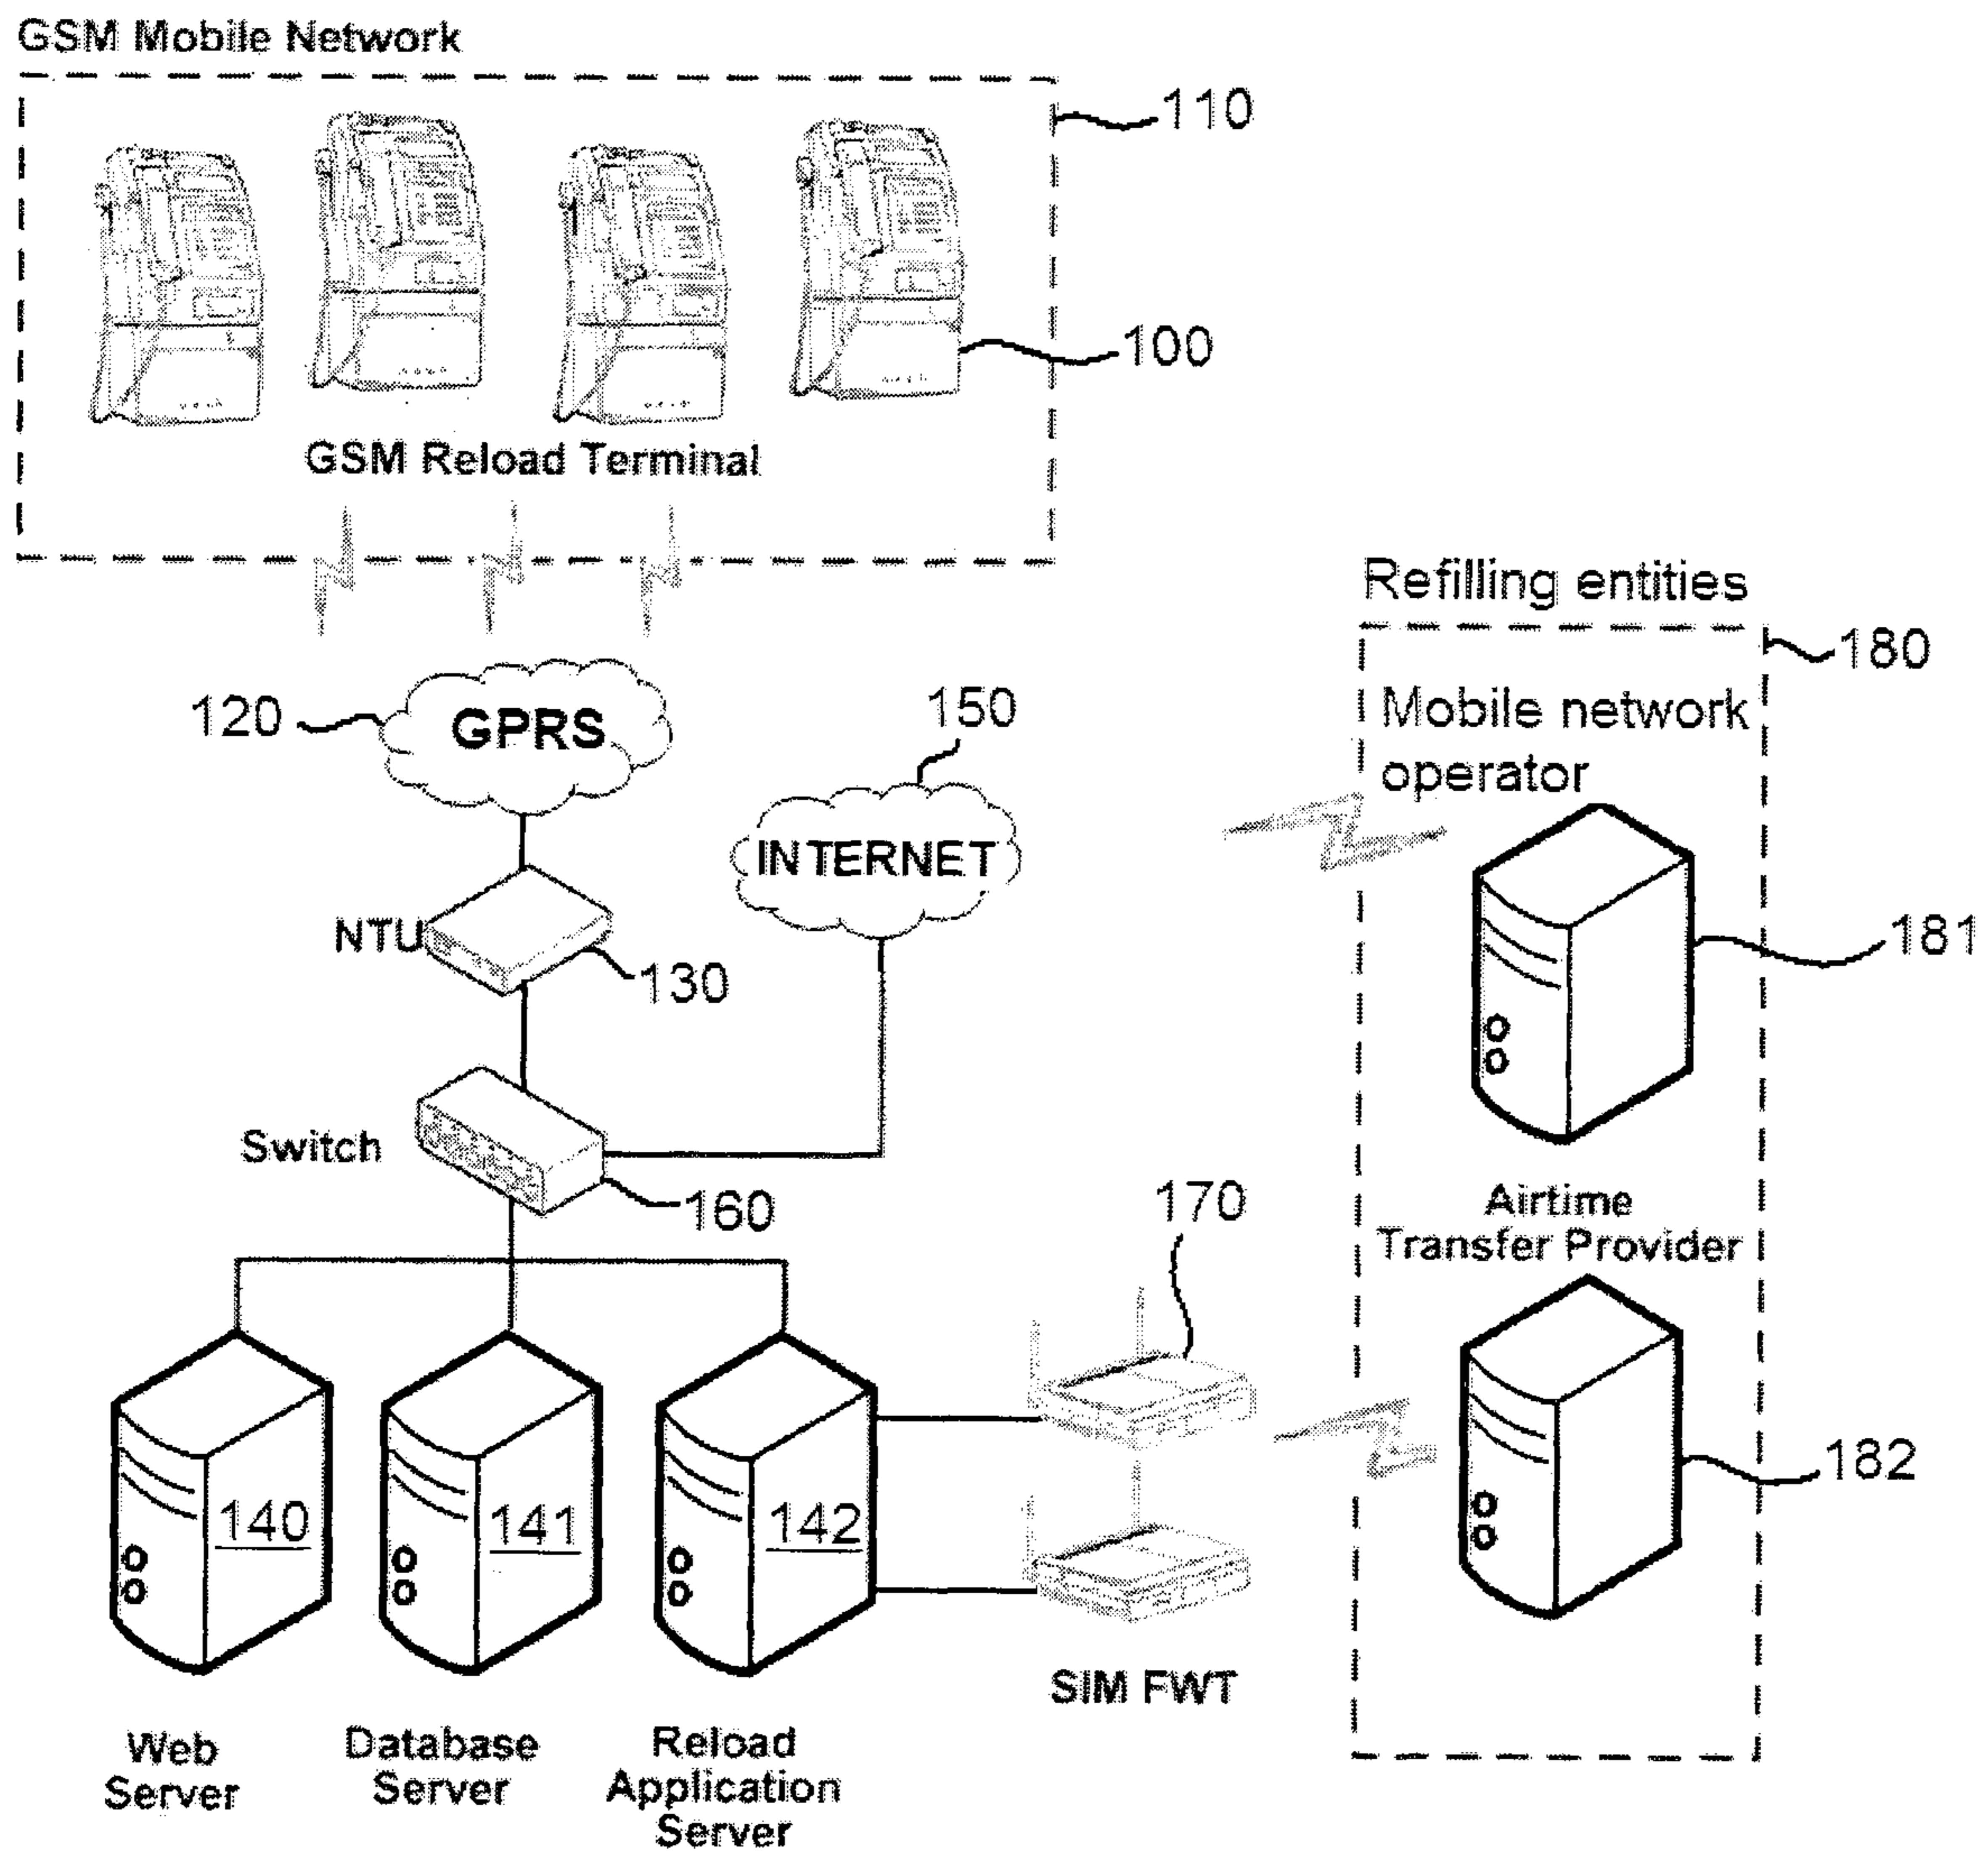 GSM Mobile Network
110
100
GSM Reload Terminal
Refilling entities
180
Mobile network
operator
120
GPRS
150
INTERNET
NTU
130
181
Switch
160
170
Airtime
Transfer Provider
182
140
141
142
SIM FWT
Web
Server
Database
Server
Reload
Application
Server